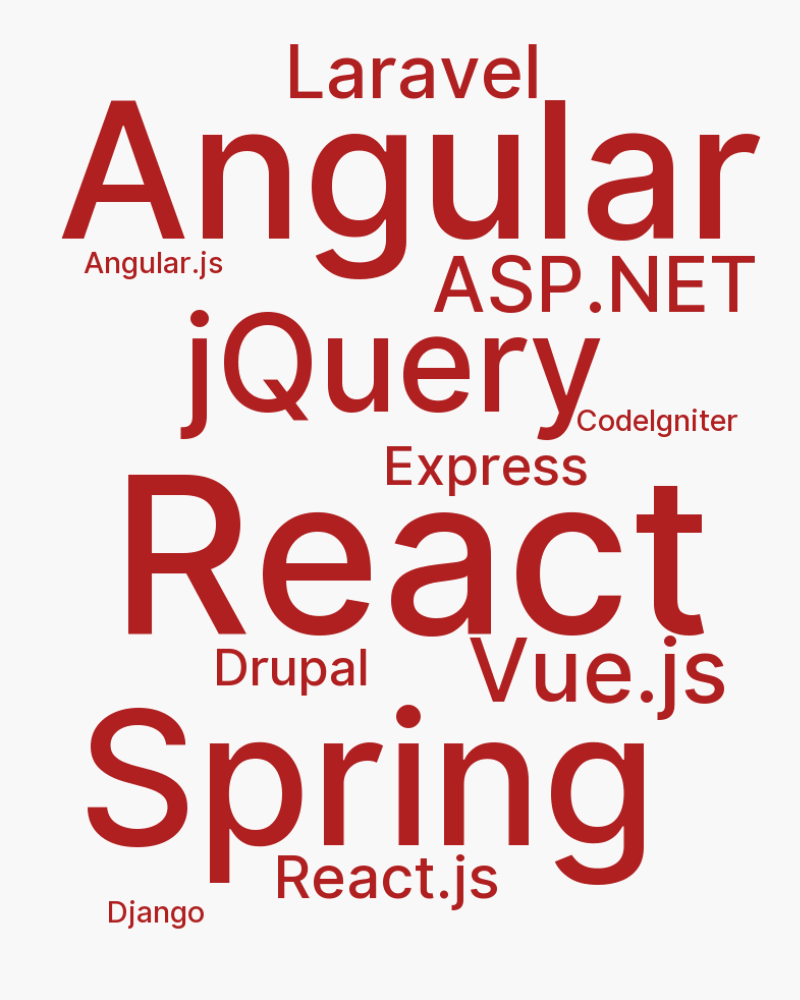 Laravel
Angular
Angular.js
ASP.NET
jQuery
CodeIgniter
Express
React
Drupal
Vue.js
Spring
React.js
Django